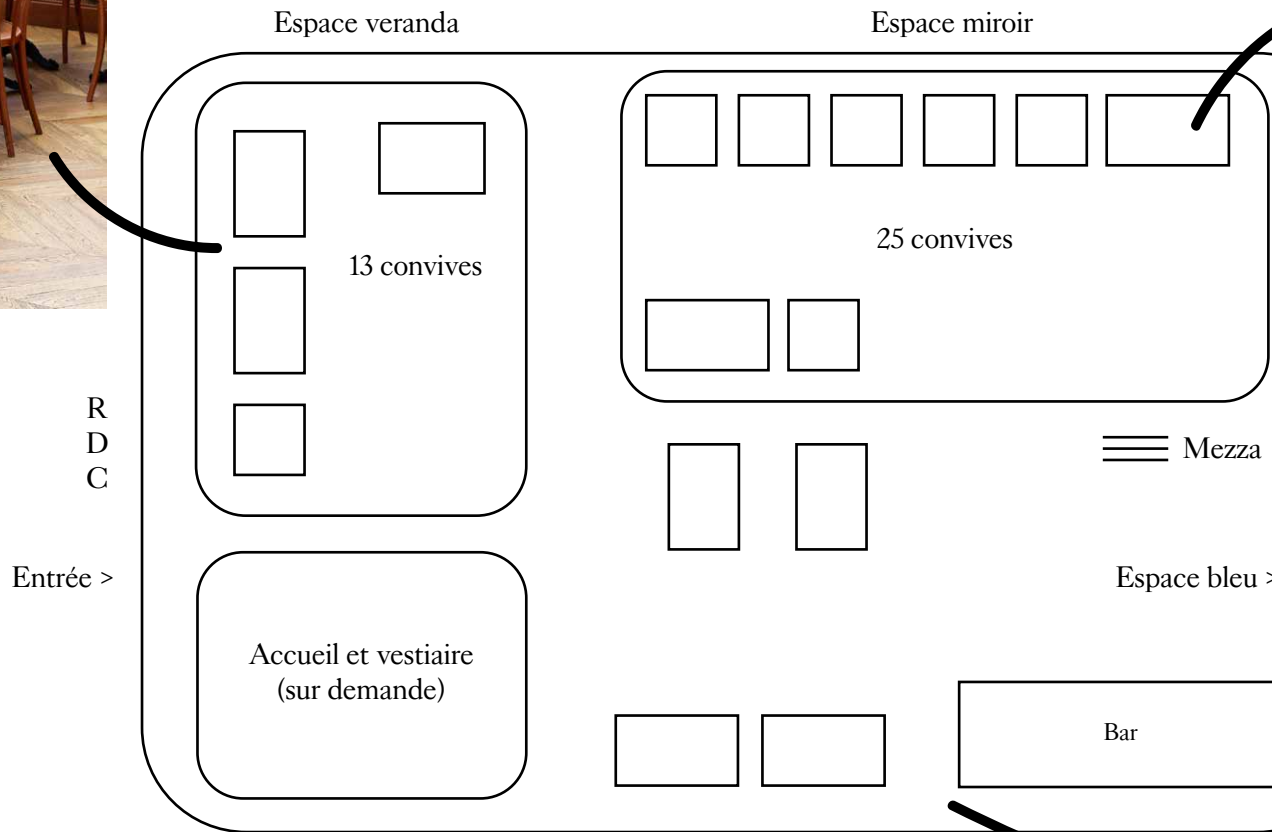 Espace veranda
Espace miroir
13 convives
25 convives
R
D
C
Mezza
Entrée >
Espace bleu >
Accueil et vestiaire
(sur demande)
Bar